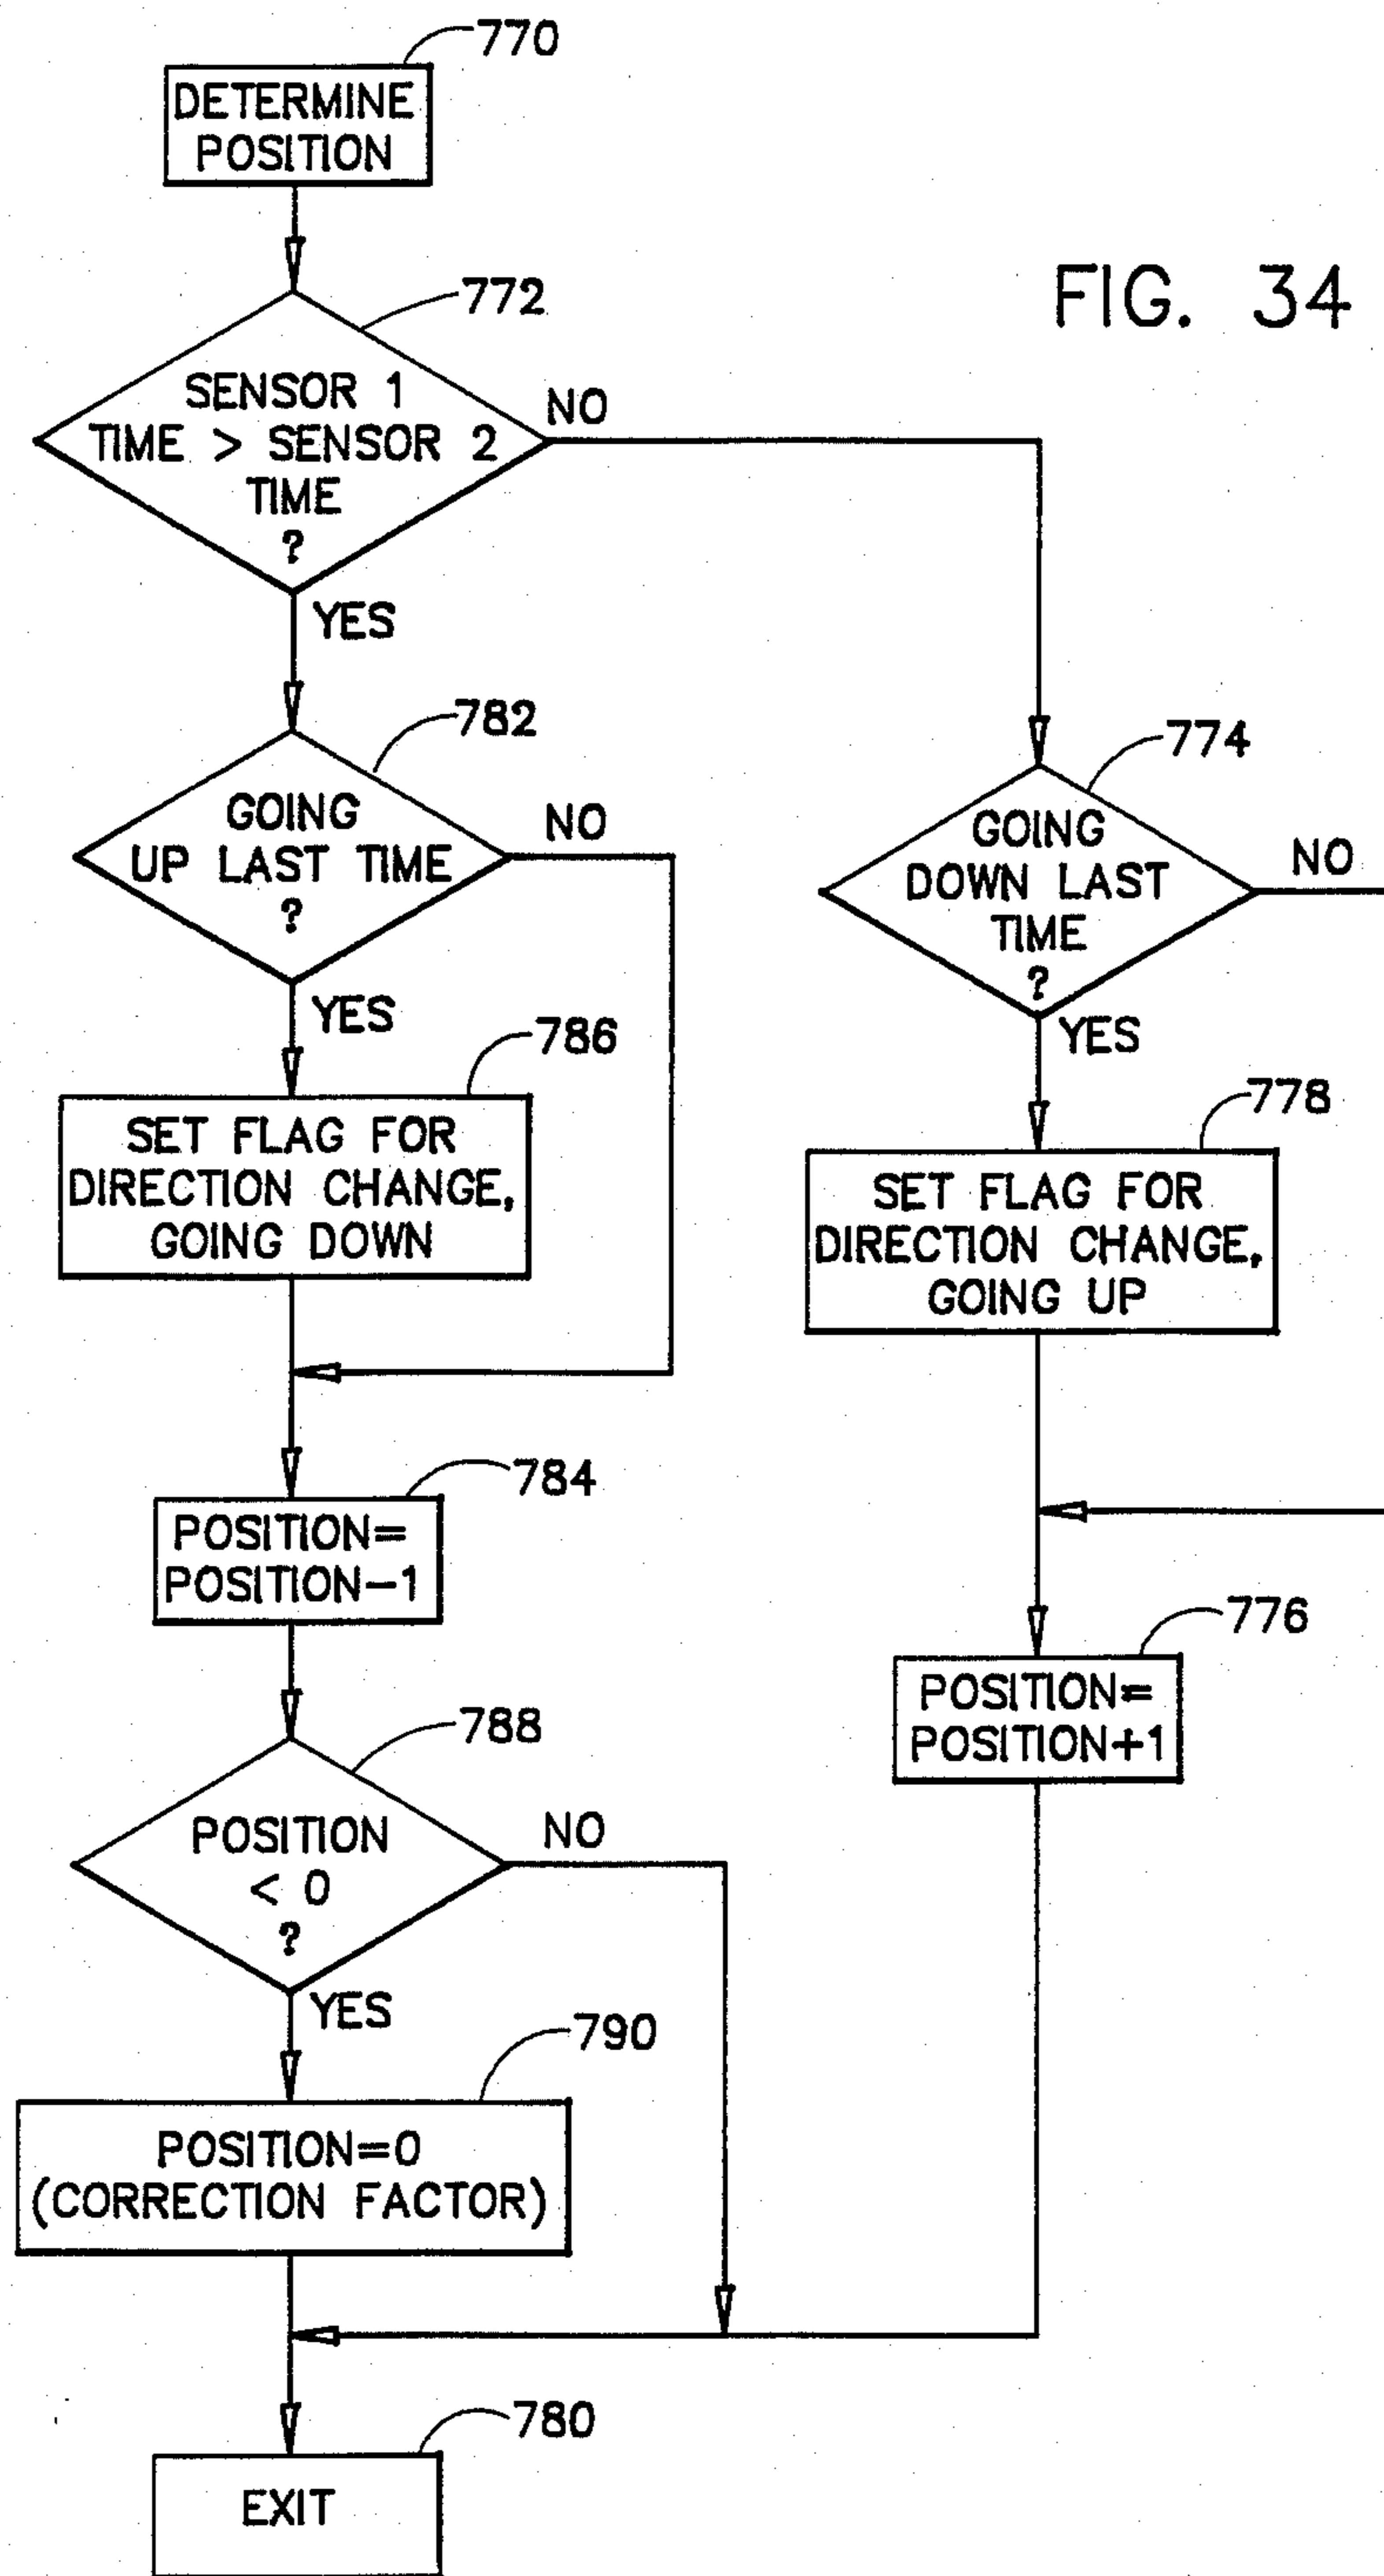 770
DETERMINE
POSITION
FIG. 34
772
SENSOR 1
TIME > SENSOR 2
TIME
?
NO
YES
782
GOING
UP LAST TIME
?
NO
YES
774
GOING
DOWN LAST
TIME
?
NO
YES
786
SET FLAG FOR
DIRECTION CHANGE,
GOING DOWN
778
SET FLAG FOR
DIRECTION CHANGE,
GOING UP
784
POSITION=
POSITION-1
776
POSITION=
POSITION+1
788
POSITION
< 0
?
NO
YES
790
POSITION=0
(CORRECTION FACTOR)
780
EXIT